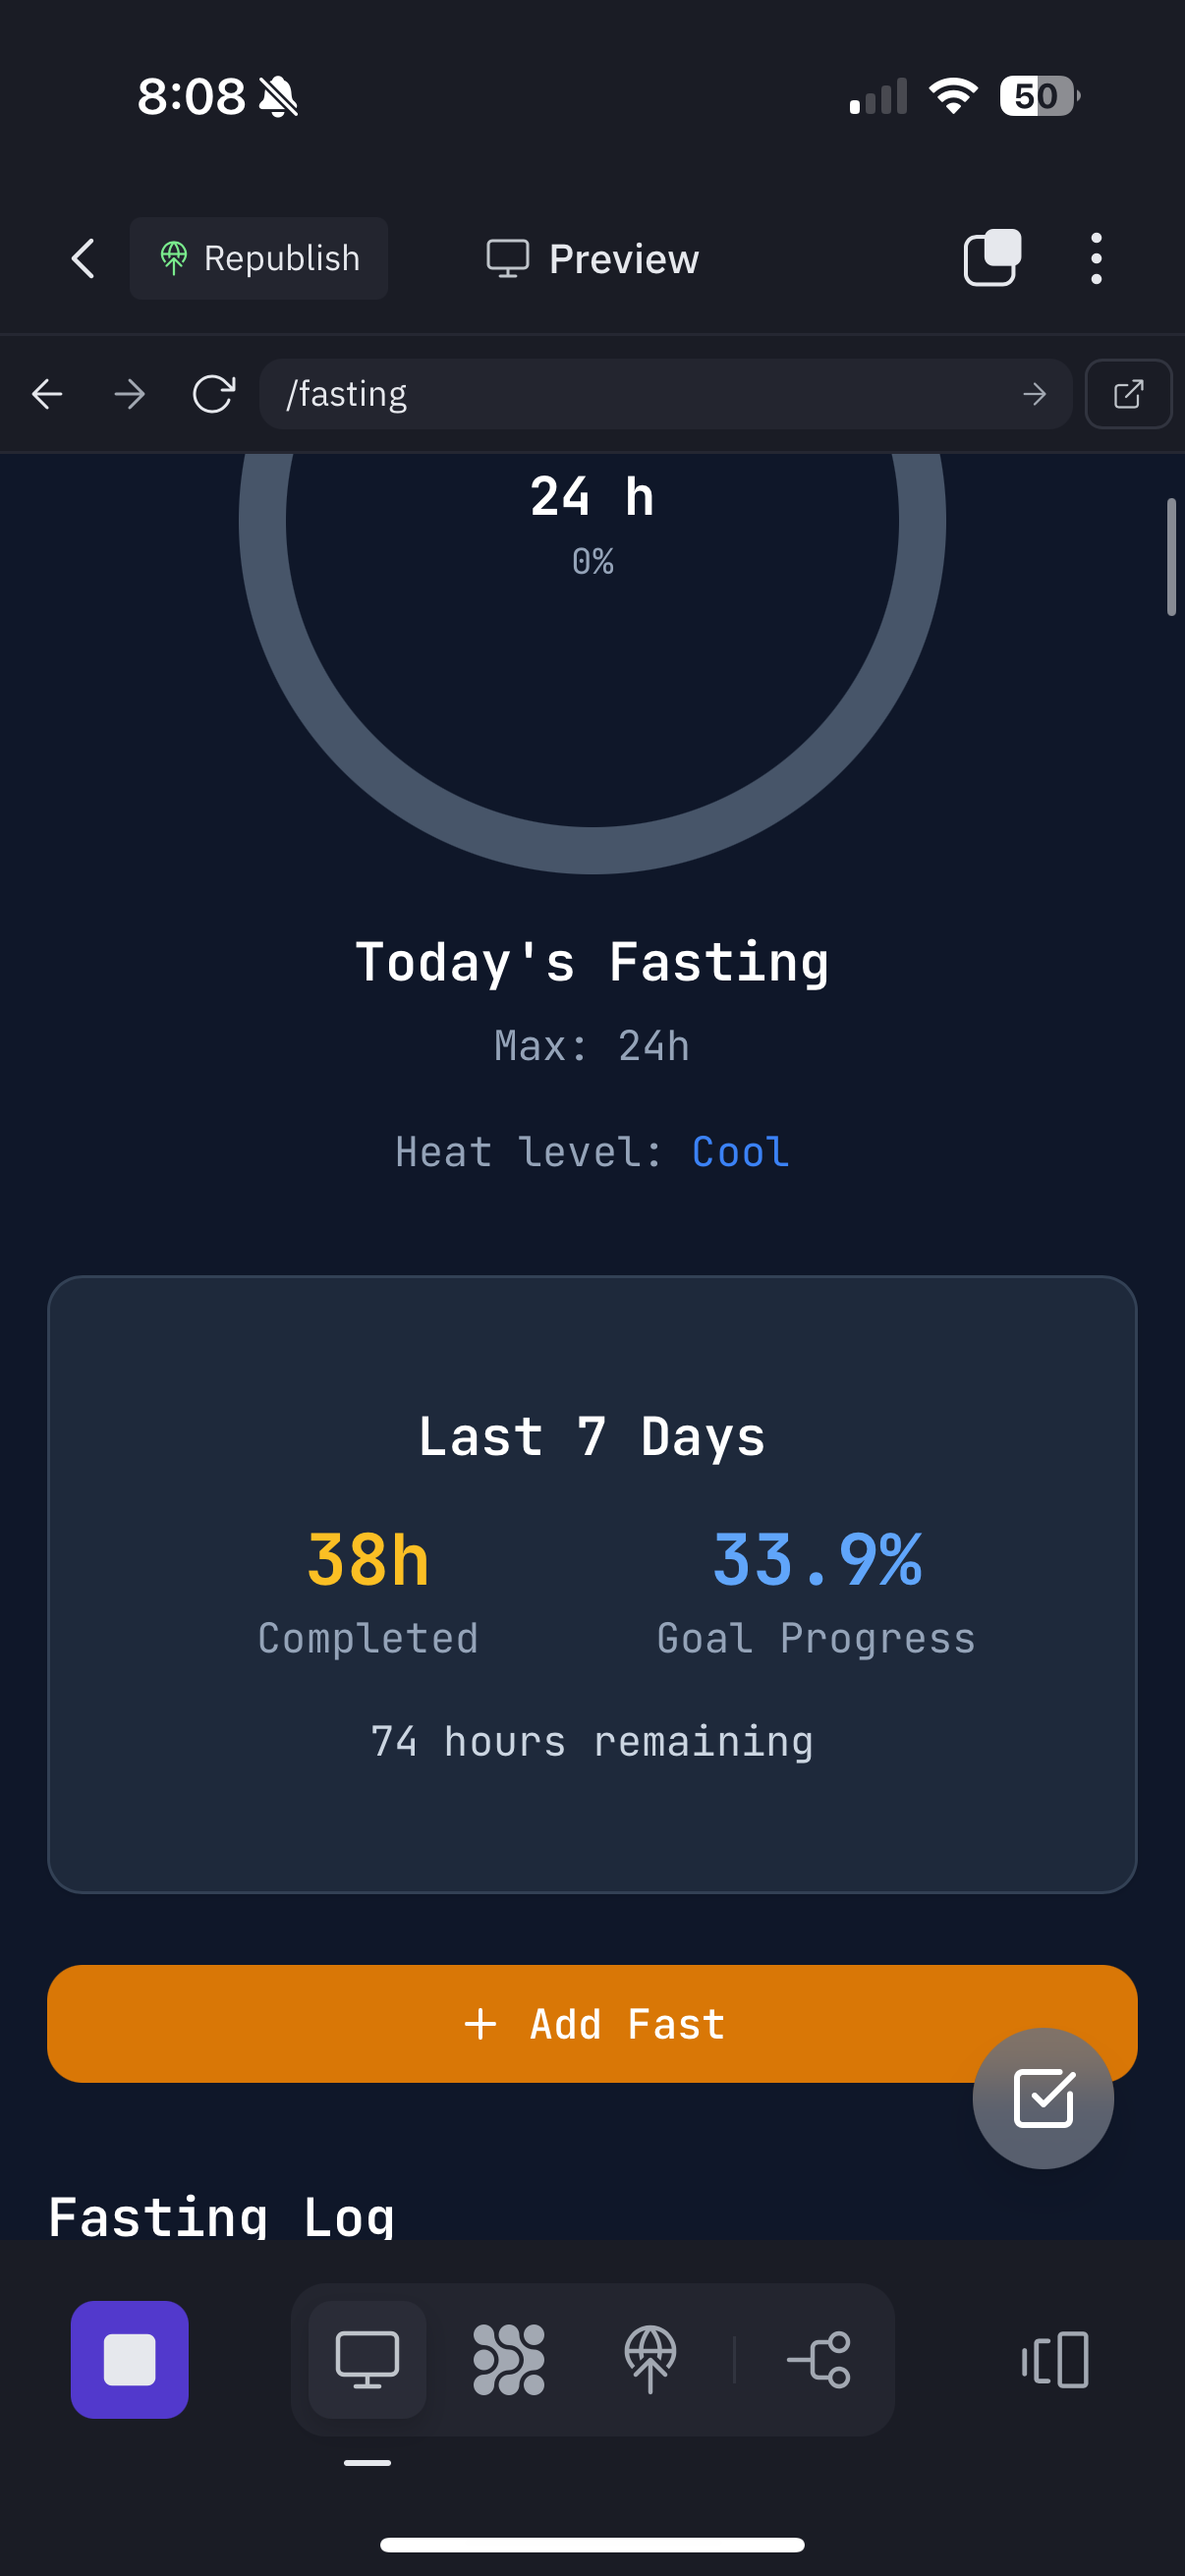 8:08
50
Republish
Preview
/fasting
24 h
0%
Today's Fasting
Max: 24h
Heat level: Cool
Last 7 Days
38h
33.9%
Completed
Goal Progress
74 hours remaining
+ Add Fast
Fasting Log